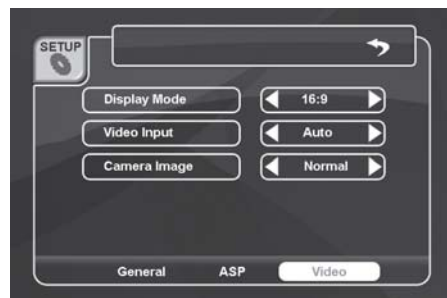 SETUP
Display Mode 16:9
Video Input Auto
Camera Image Normal
General ASP Video